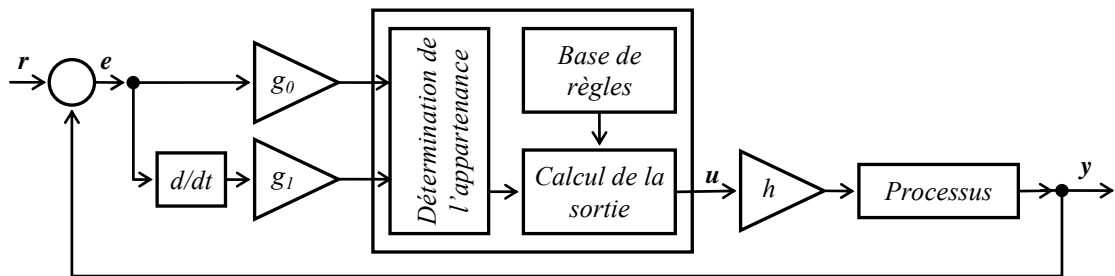 r
e
g0
d/dt
g1
Détermination de
l'appartenance
Base de
règles
Calcul de la
sortie
u
h
Processus
y